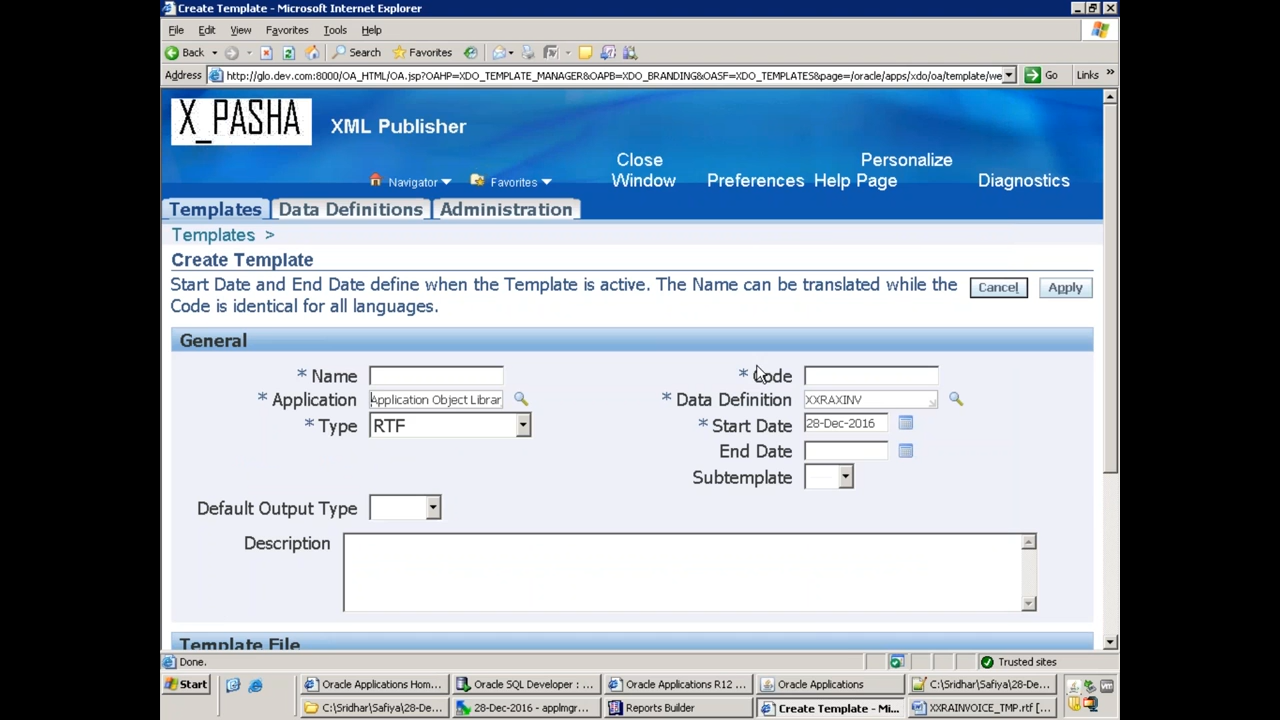 Create Template - Microsoft Internet Explorer
File Edit View Favorites Tools Help
Back Search Favorites
Address http://glo.dev.com:8000/OA_HTML/OA.jsp?OAHP=XDO_TEMPLATE_MANAGER&OAPB=XDO_BRANDING&OASF=XDO_TEMPLATES&page=/oracle/apps/xdo/oa/template/we Go Links »
X_PASHA XML Publisher
Navigator Favorites Close Window Preferences Help Personalize Page Diagnostics
Templates Data Definitions Administration
Templates >
Create Template
Start Date and End Date define when the Template is active. The Name can be translated while the
Code is identical for all languages.
Cancel Apply
General
* Name * Code
* Application Application Object Librar * Data Definition XXRAXINV
* Type RTF * Start Date 28-Dec-2016
End Date
Subtemplate
Default Output Type
Description
Template File
Done. Trusted sites
Start Oracle Applications Hom... Oracle SQL Developer : ... Oracle Applications R12 ... Oracle Applications C:\Sridhar/Safiya/28-De...
C:\Sridhar\Safiya\28-De... 28-Dec-2016 - applmgr... Reports Builder Create Template - Mi... XXRAINVOICE_TMP.rtf [...